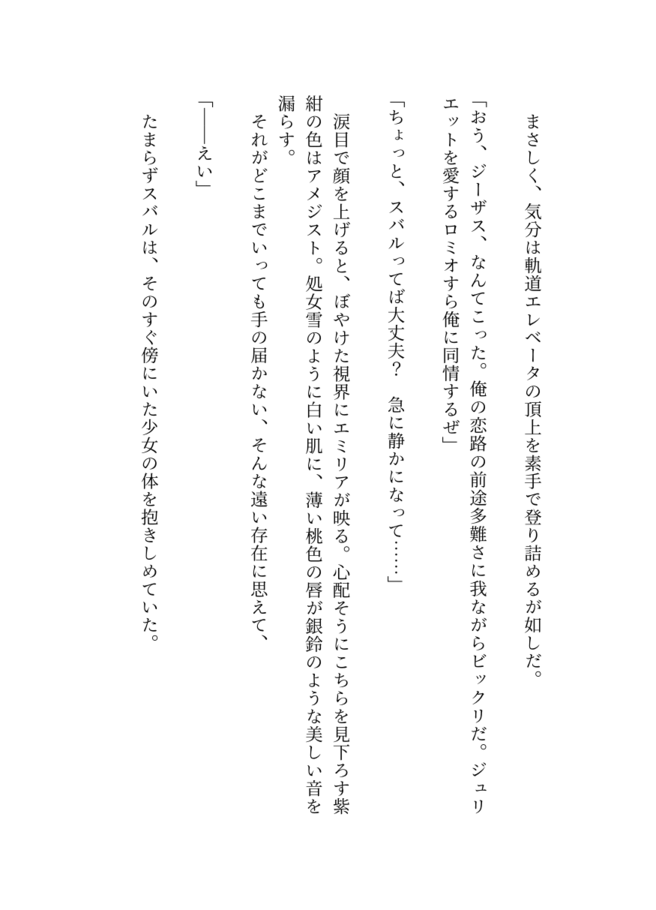 まさしく、気分は軌道エレベータの頂上を素手で登り詰めるが如しだ。
「おう、ジーザス、なんてこった。俺の恋路の前途多難さに我ながらビックリだ。ジュリ
エットを愛するロミオすら俺に同情するぜ」
「ちょっと、スバルってば大丈夫？　急に静かになって……」
涙目で顔を上げると、ぼやけた視界にエミリアが映る。心配そうにこちらを見下ろす紫
紺の色はアメジスト。処女雪のように白い肌に、薄い桃色の唇が銀鈴のような美しい音を
漏らす。
それがどこまでいっても手の届かない、そんな遠い存在に思えて、
「――えい」
たまらずスバルは、そのすぐ傍にいた少女の体を抱きしめていた。